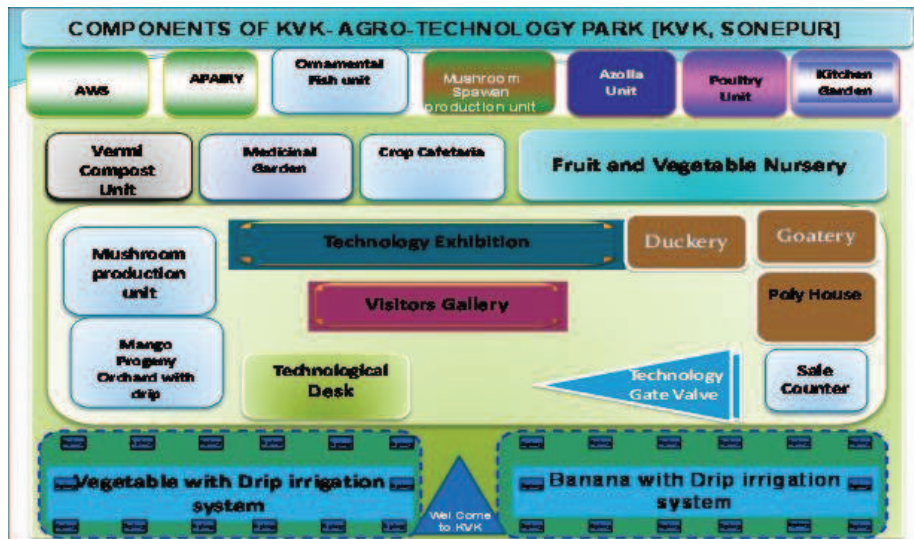 COMPONENTS OF KVK- AGRO-TECHNOLOGY PARK [KVK, SONEPUR]
AWS
APAIRY
Ornamental
Fish unit
Mushroom
Spawan
production unit
Azolla
Unit
Poultry
Unit
Kitchen
Garden
Vermi
Compost
Unit
Medicinal
Garden
Crop Cafetaria
Fruit and Vegetable Nursery
Mushroom
production
unit
Technology Exhibition
Duckery
Goatery
Visitors Gallery
Poly House
Mango
Progeny
Orchard with
drip
Technological
Desk
Technology
Gate Valve
Sale
Counter
Vegetable with Drip irrigation
system
Wel Come
to KVK
Banana with Drip irrigation
system